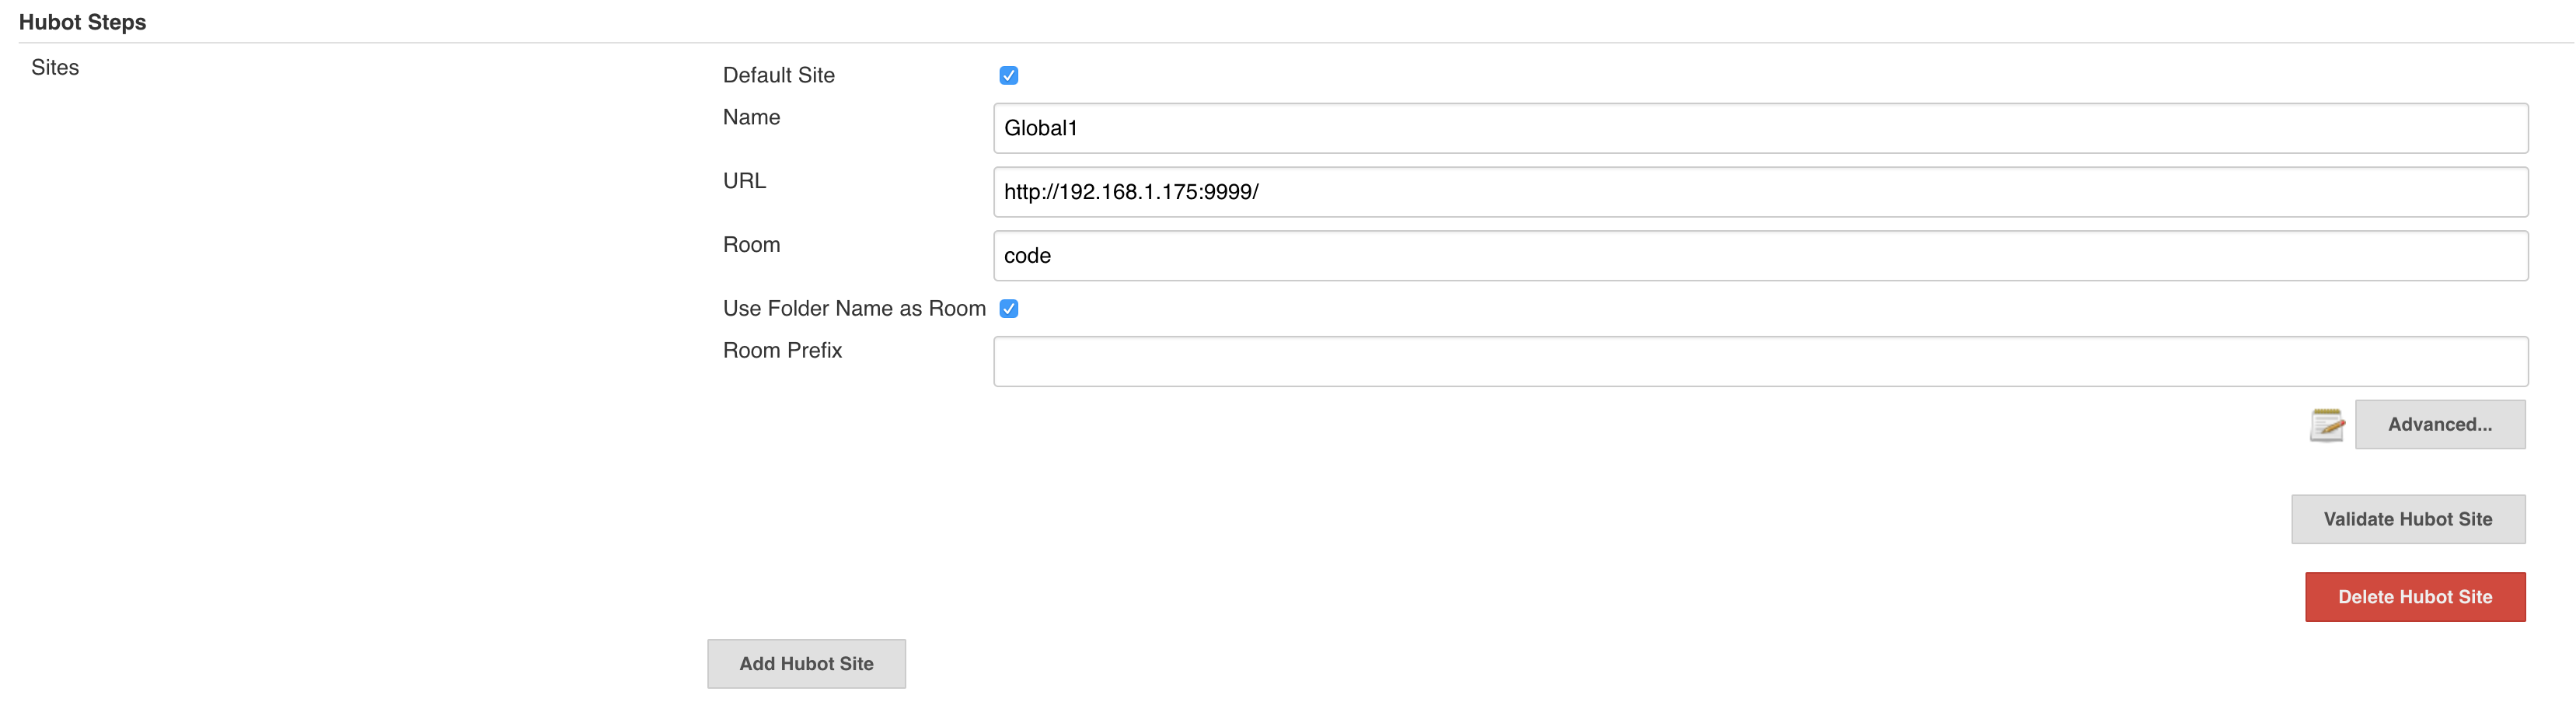 Hubot Steps
Sites
Default Site
Name
Global1
URL
http://192.168.1.175:9999/
Room
code
Use Folder Name as Room
Room Prefix
Advanced...
Validate Hubot Site
Delete Hubot Site
Add Hubot Site